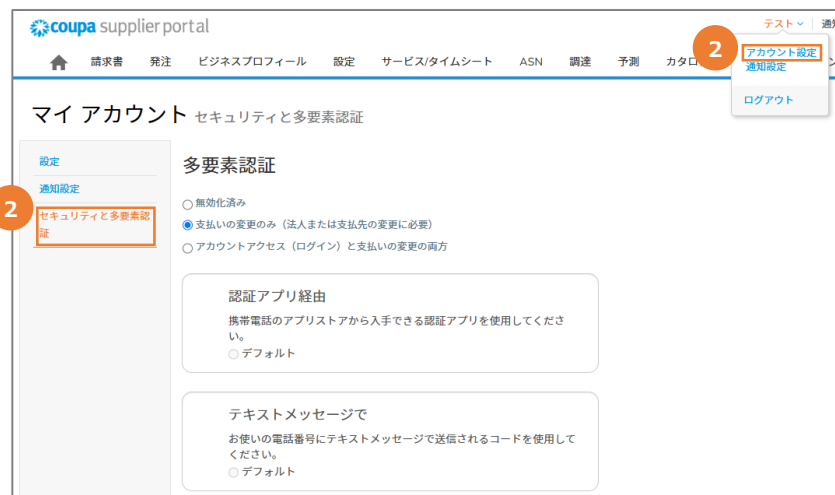 coupa supplier portal
テスト 通知
請求書 発注 ビジネスプロフィール 設定 サービス/タイムシート ASN 調達 予測 カタロ
2
アカウント設定
通知設定
ログアウト
マイ アカウント セキュリティと多要素認証
設定
通知設定
2
セキュリティと多要素認
証
多要素認証
無効化済み
支払いの変更のみ（法人または支払先の変更に必要）
アカウントアクセス（ログイン）と支払いの変更の両方
認証アプリ経由
携帯電話のアプリストアから入手できる認証アプリを使用してくださ
い。
デフォルト
テキストメッセージで
お使いの電話番号にテキストメッセージで送信されるコードを使用して
ください。
デフォルト